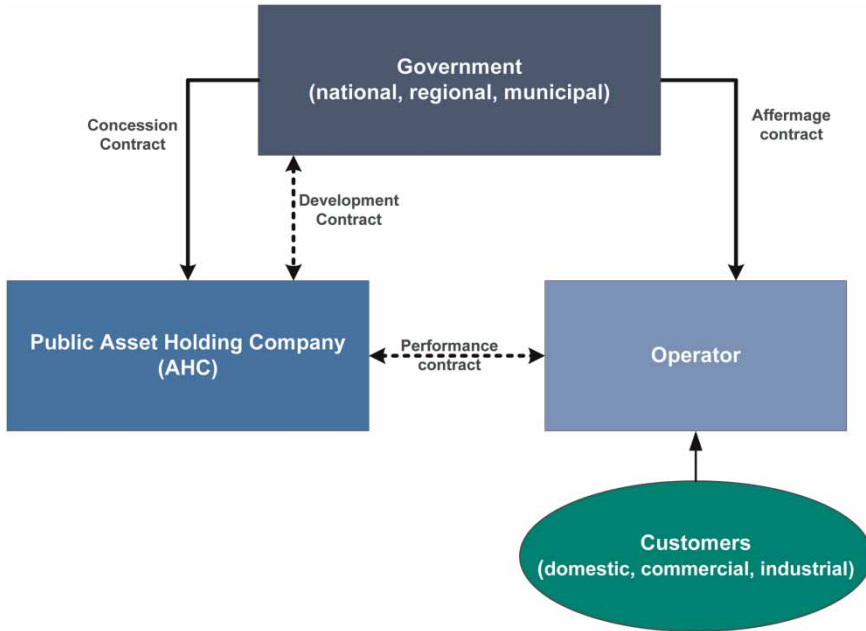 Government
(national, regional, municipal)
Concession
Contract
Affermage
contract
Development
Contract
Public Asset Holding Company
(AHC)
Performance
contract
Operator
Customers
(domestic, commercial, industrial)